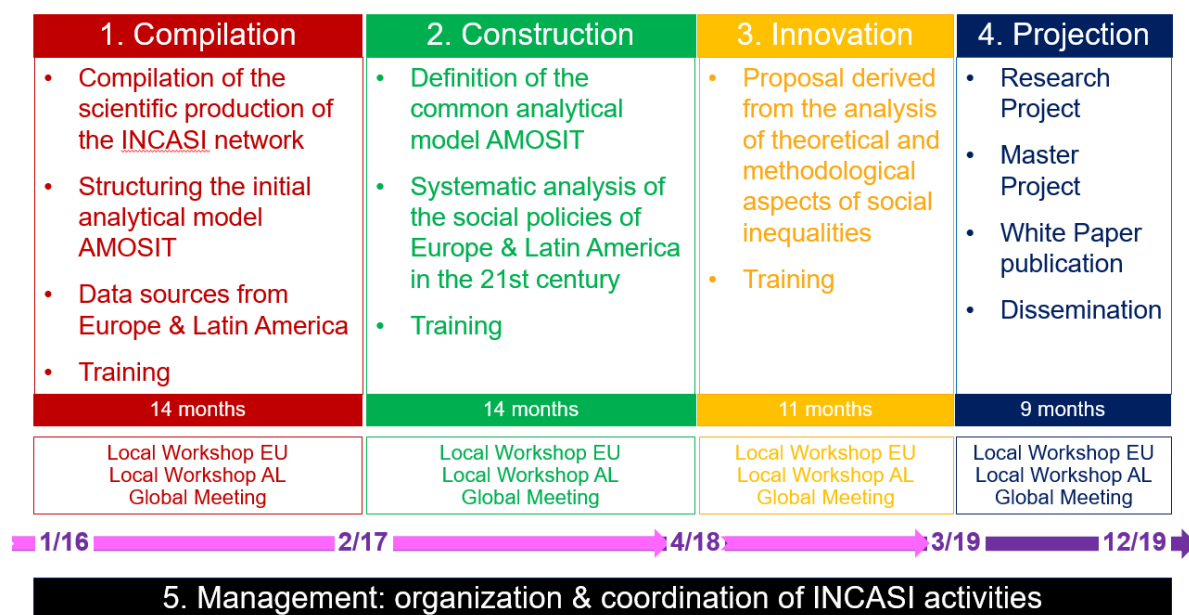 1. Compilation
• Compilation of the
scientific production of
the INCASI network
• Structuring the initial
analytical model
AMOSIT
• Data sources from
Europe & Latin America
• Training
14 months
Local Workshop EU
Local Workshop AL
Global Meeting
2. Construction
• Definition of the
common analytical
model AMOSIT
• Systematic analysis of
the social policies of
Europe & Latin America
in the 21st century
• Training
14 months
Local Workshop EU
Local Workshop AL
Global Meeting
3. Innovation
• Proposal derived
from the analysis
of theoretical and
methodological
aspects of social
inequalities
• Training
11 months
Local Workshop EU
Local Workshop AL
Global Meeting
4. Projection
• Research
Project
• Master
Project
• White Paper
publication
• Dissemination
9 months
Local Workshop EU
Local Workshop AL
Global Meeting
1/16 2/17 4/18 3/19 12/19
5. Management: organization & coordination of INCASI activities